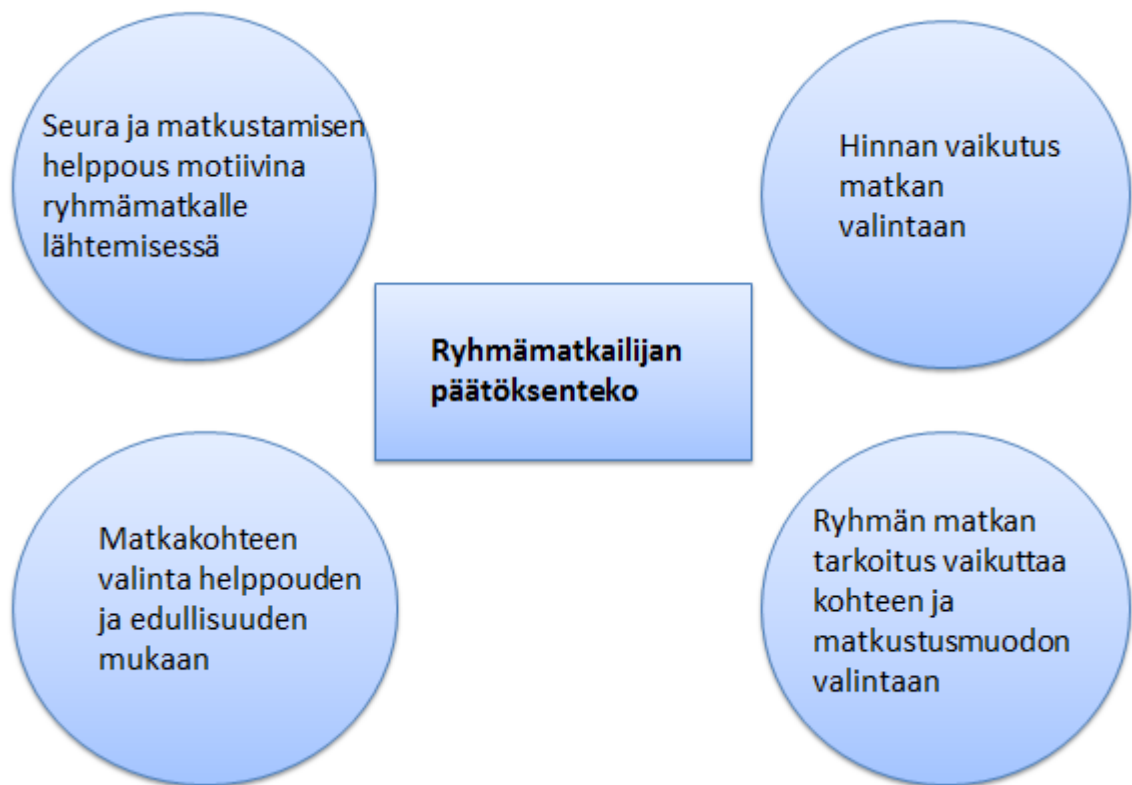 Seura ja matkustamisen
helppous motiivina
ryhmämatkalle
lähtemisessä
Hinnan vaikutus
matkan
valintaan
Ryhmämatkailijan
päätöksenteko
Matkakohteen
valinta helppouden
ja edullisuuden
mukaan
Ryhmän matkan
tarkoitus vaikuttaa
kohteen ja
matkustusmuodon
valintaan